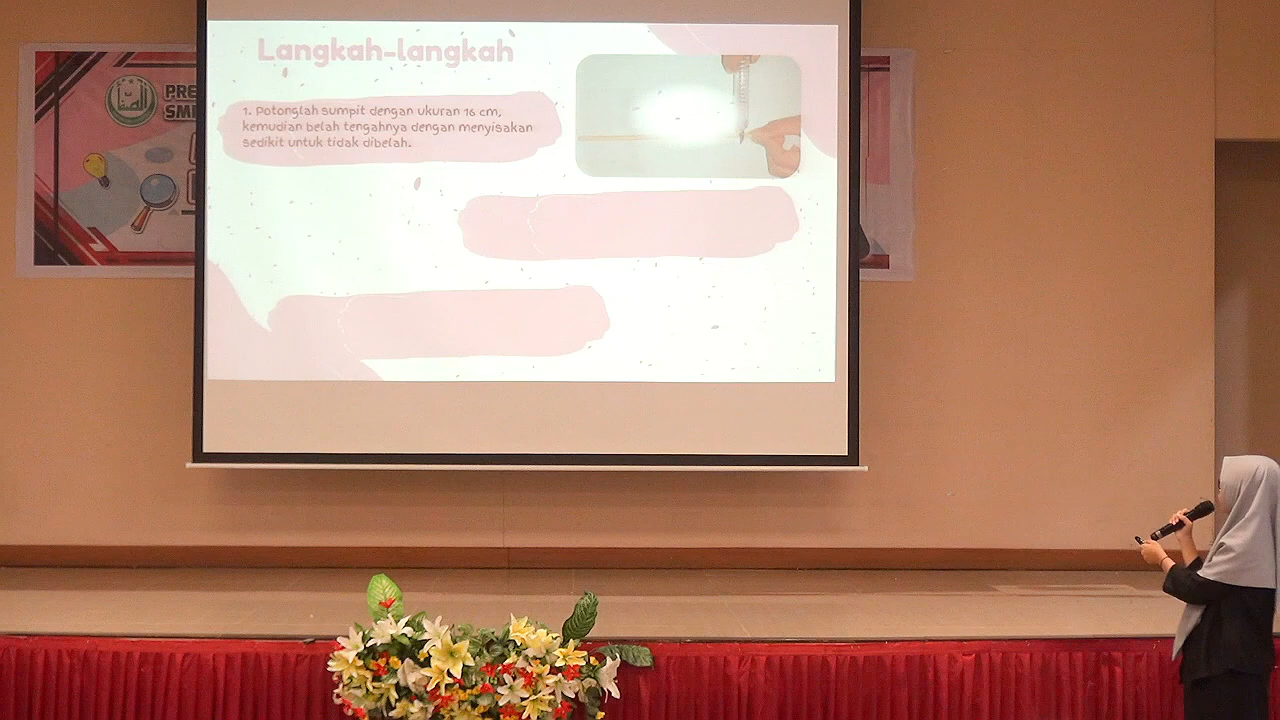 Langkah-langkah
1. Potonglah sumpit dengan ukuran 16 cm,
kemudian belah tengahnya dengan menyisakan
sedikit untuk tidak dibelah.